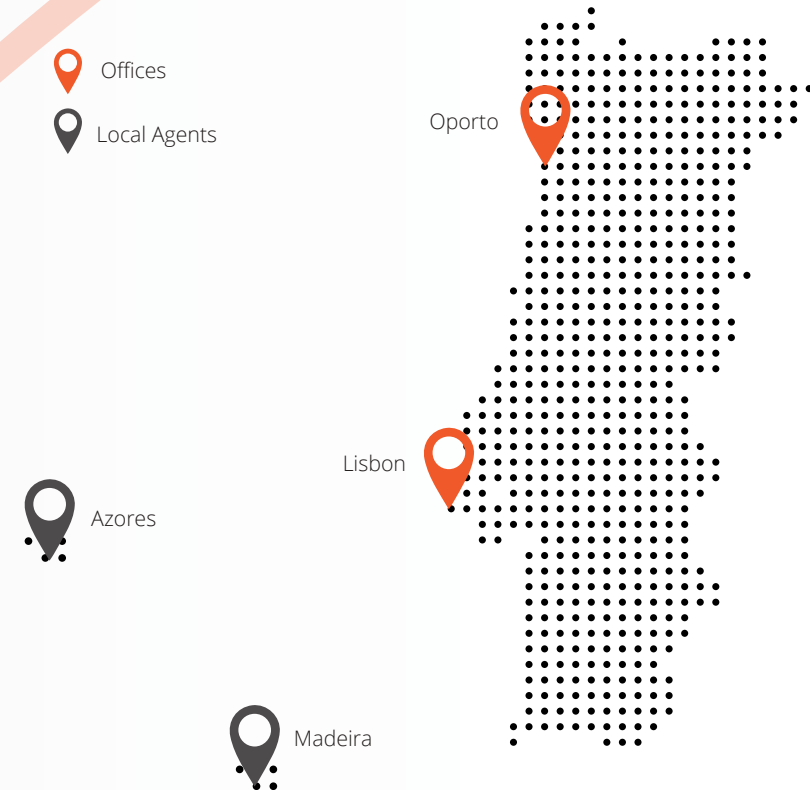 Offices
Local Agents
Oporto
Lisbon
Azores
Madeira